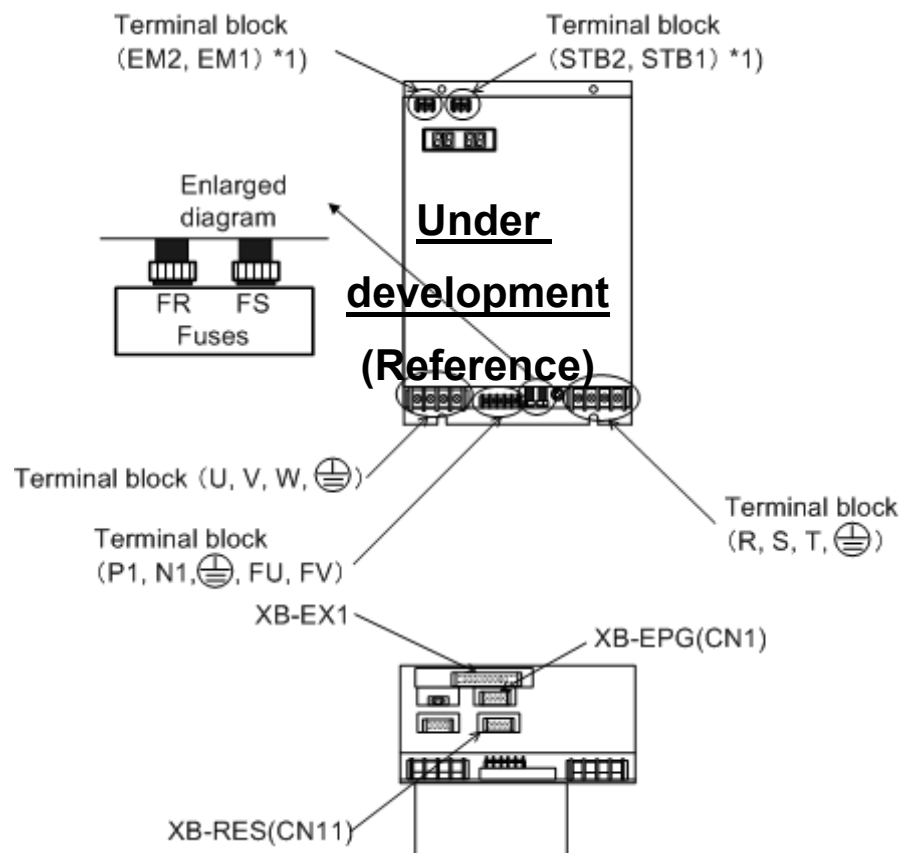 Terminal block
(EM2, EM1) *1)
Terminal block
(STB2, STB1) *1)
Enlarged
diagram
FR FS
Fuses
Under
development
(Reference)
Terminal block (U, V, W, )
Terminal block
(P1, N1, , FU, FV)
Terminal block
(R, S, T, )
XB-EX1
XB-EPG(CN1)
XB-RES(CN11)